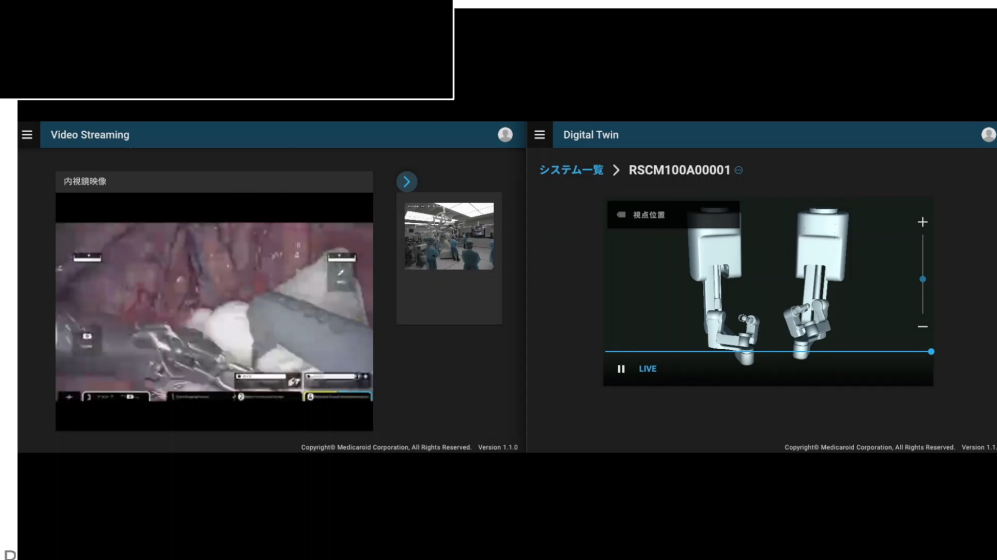 Video Streaming
内視鏡映像
Copyright© Medicaroid Corporation, All Rights Reserved. Version 1.1.0
Digital Twin
システム一覧 > RSCM100A00001
視点位置
+
−
LIVE
Copyright© Medicaroid Corporation, All Rights Reserved. Version 1.1.
P